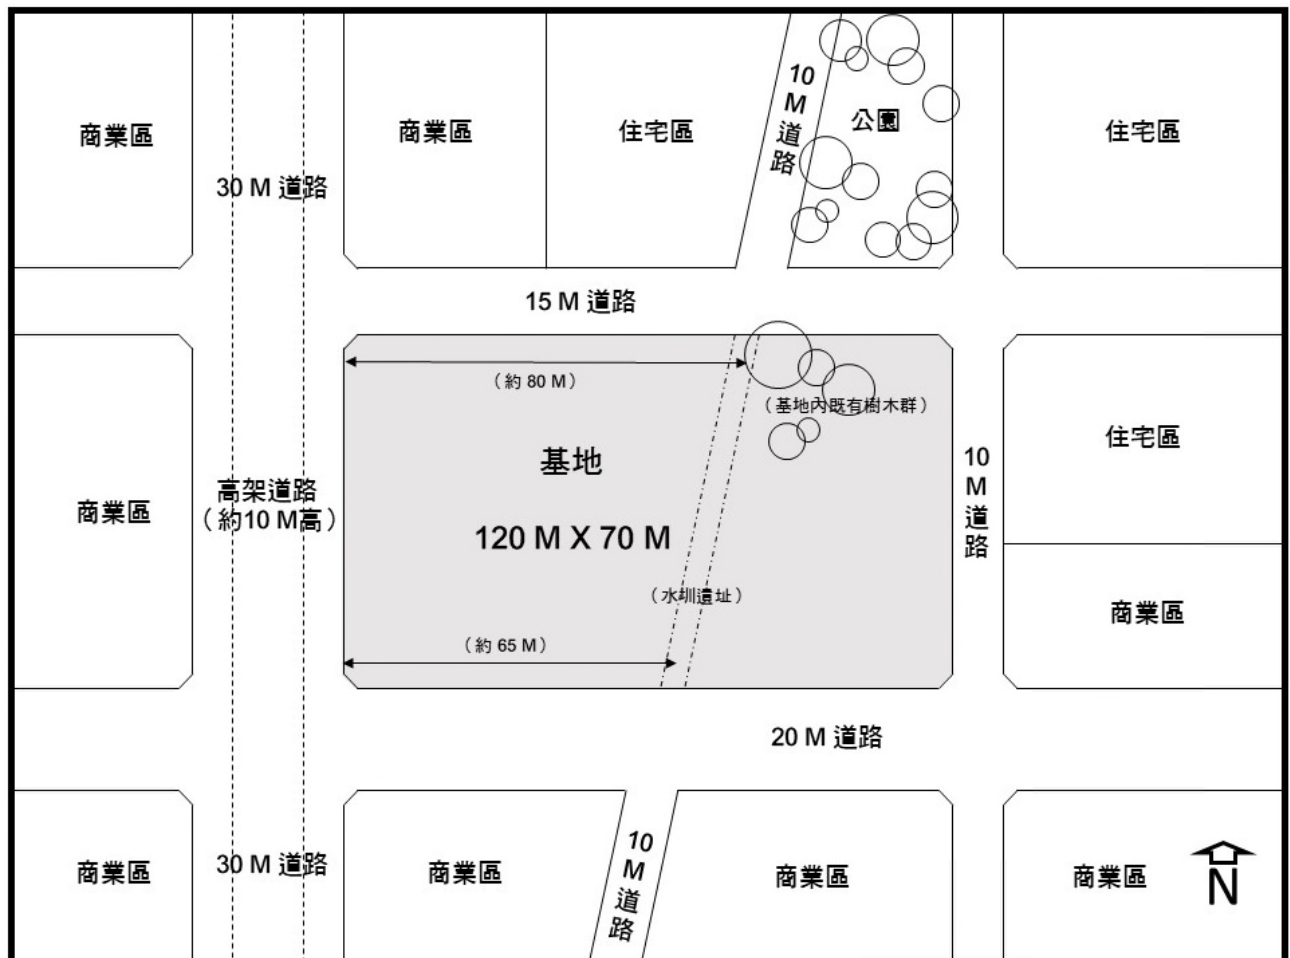 商業區
商業區
住宅區
10
M
道
路
公園
住宅區
30 M 道路
15 M 道路
（約 80 M）
（基地內既有樹木群）
基地
住宅區
10
M
道
路
高架道路
（約10 M高）
商業區
120 M X 70 M
（水圳遺址）
商業區
（約 65 M）
20 M 道路
商業區
30 M 道路
商業區
10
M
道
路
商業區
商業區
N